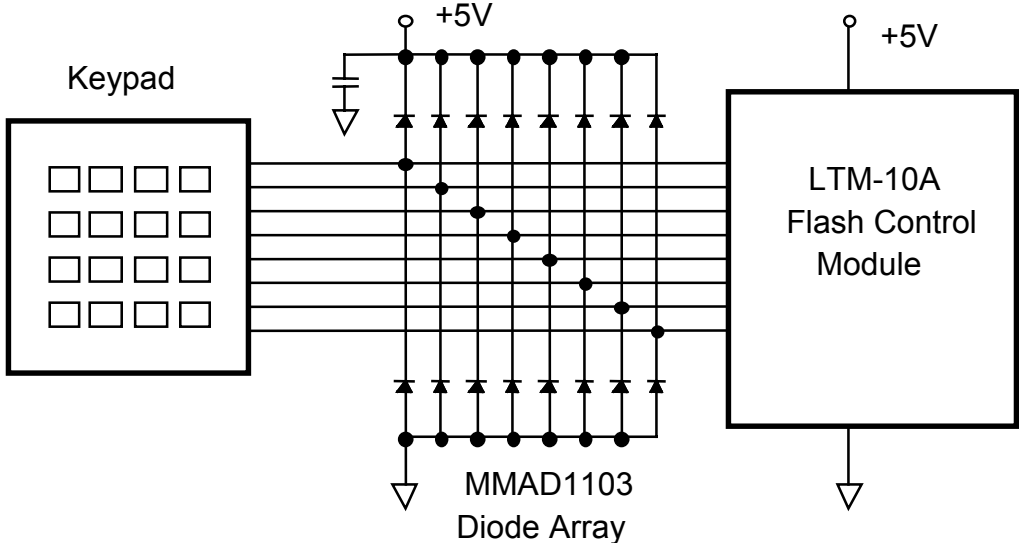 +5V
+5V
Keypad
LTM-10A
Flash Control
Module
MMAD1103
Diode Array